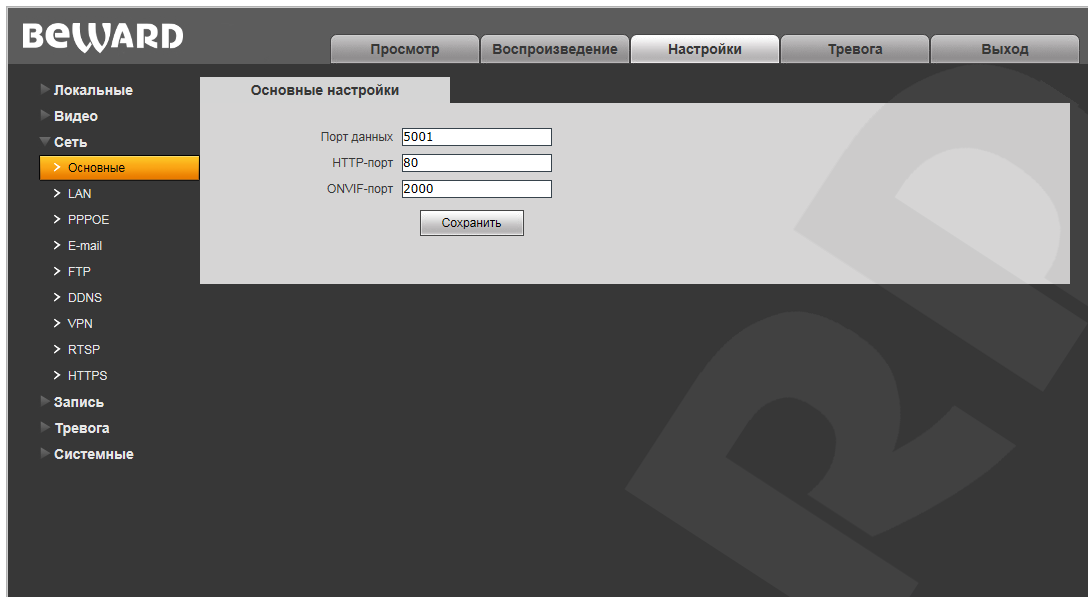 BEWARD
Просмотр
Воспроизведение
Настройки
Тревога
Выход
Локальные
Видео
Сеть
Основные
LAN
PPPOE
E-mail
FTP
DDNS
VPN
RTSP
HTTPS
Запись
Тревога
Системные
Основные настройки
Порт данных 5001
HTTP-порт 80
ONVIF-порт 2000
Сохранить
RD